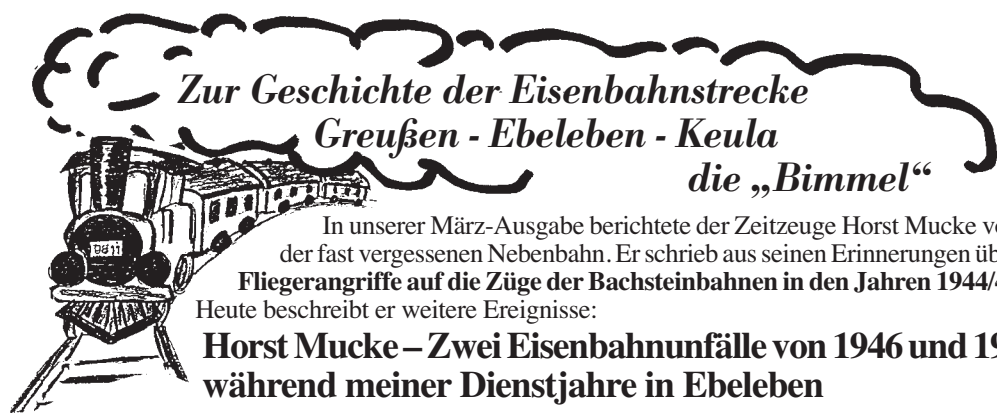 Zur Geschichte der Eisenbahnstrecke
Greußen - Ebeleben - Keula
die „Bimmel“
9811
In unserer März-Ausgabe berichtete der Zeitzeuge Horst Mucke
der fast vergessenen Nebenbahn. Er schrieb aus seinen Erinnerungen
Fliegerangriffe auf die Züge der Bachsteinbahnen in den Jahren 1944/
Heute beschreibt er weitere Ereignisse:
Horst Mucke – Zwei Eisenbahnunfälle von 1946 und
während meiner Dienstjahre in Ebeleben